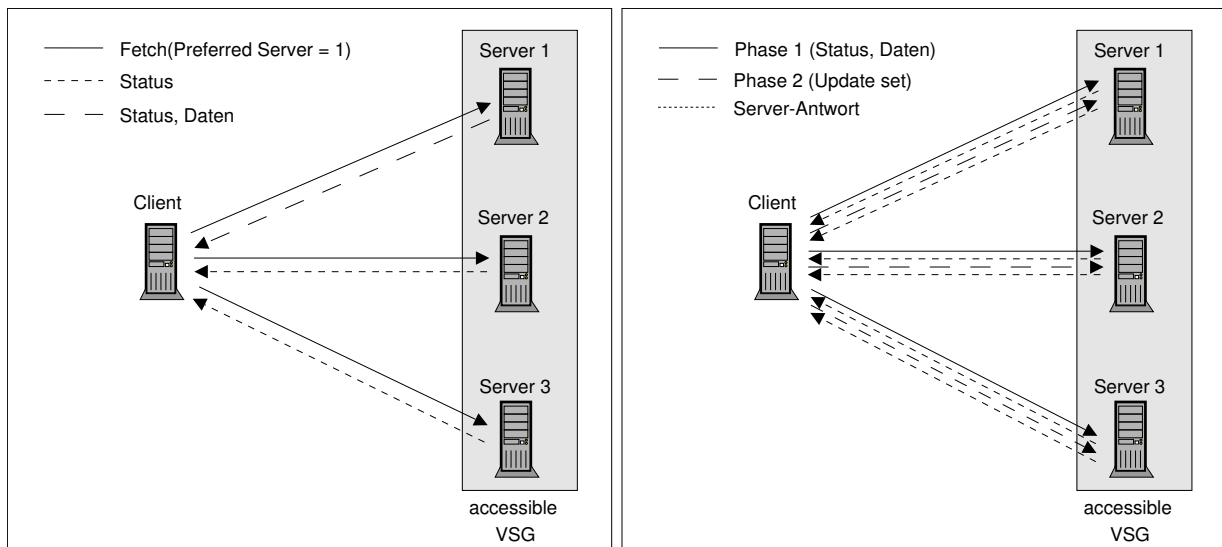 Fetch(Preferred Server = 1)
Status
Status, Daten
Server 1
Client
Server 2
Server 3
accessible
VSG
Phase 1 (Status, Daten)
Phase 2 (Update set)
Server-Antwort
Server 1
Client
Server 2
Server 3
accessible
VSG